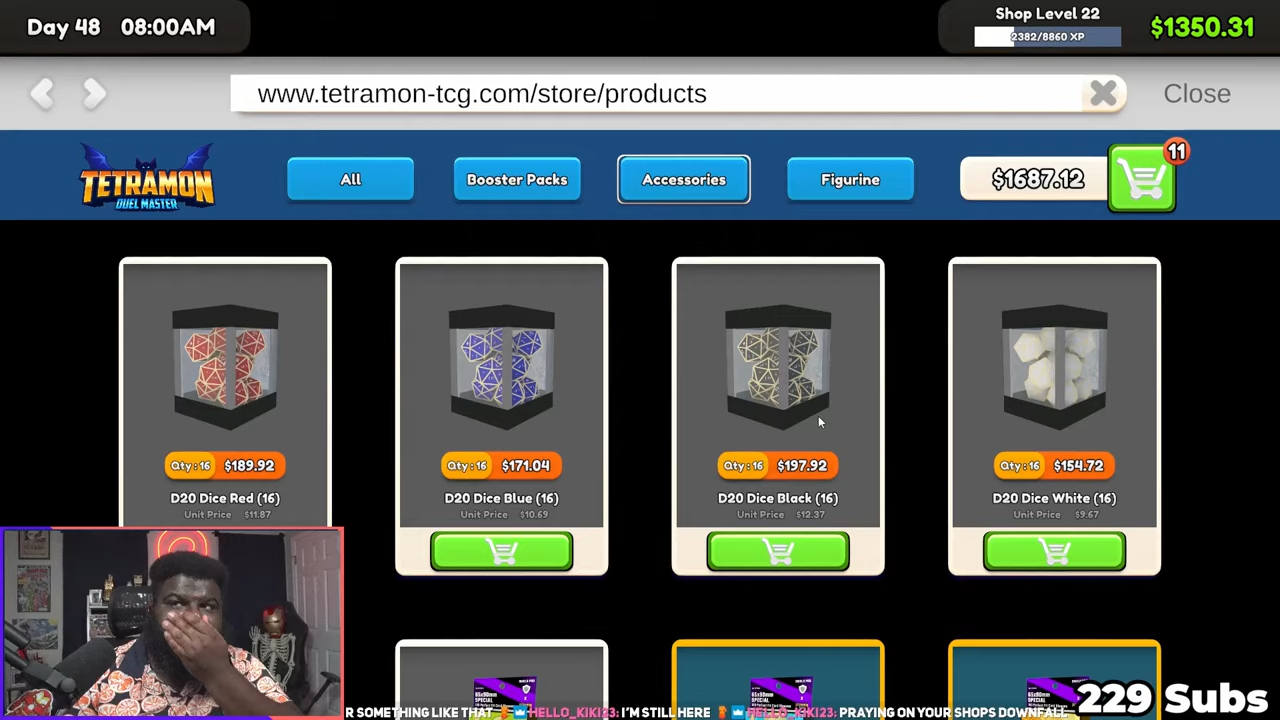 Day 48 08:00AM
Shop Level 22
2382/8860 XP
$1350.31
www.tetramon-tcg.com/store/products
Close
TETRAMON
DUEL MASTER
All
Booster Packs
Accessories
Figurine
$1687.12
11
Qty : 16 $189.92
D20 Dice Red (16)
Unit Price $11.87
Qty : 16 $171.04
D20 Dice Blue (16)
Unit Price $10.69
Qty : 16 $197.92
D20 Dice Black (16)
Unit Price $12.37
Qty : 16 $154.72
D20 Dice White (16)
Unit Price $9.67
229 Subs
R SOMETHING LIKE THAT HELLO_KIKI23: I'M STILL HERE HELLO_KIKI23: PRAYING ON YOUR SHOPS DOWNFALL